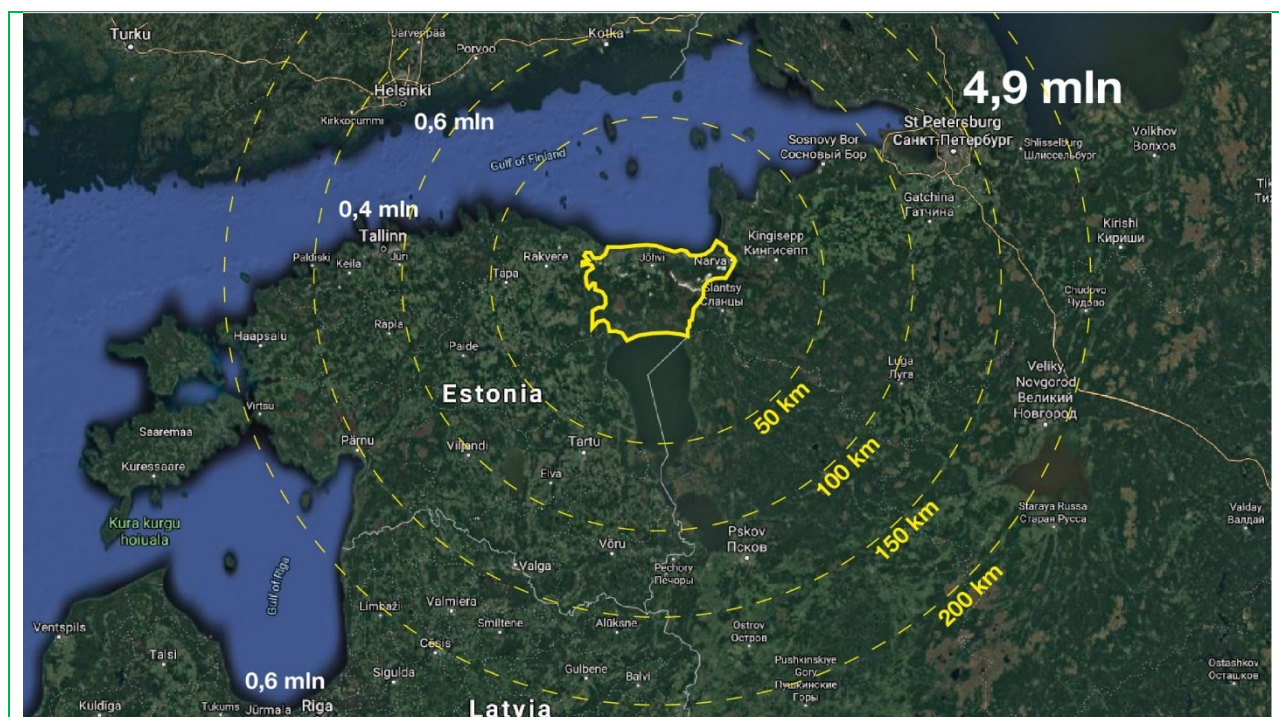 Turku
Järvenpää
Porvoo
Kotka
Helsinki
Kirkkonummi
0,6 mln
Gulf of Finland
4,9 mln
St Petersburg
Санкт-Петербург
Sosnovy Bor
Сосновый Бор
Shlisselburg
Шлиссельбург
Volkhov
Волхов
Gatchina
Гатчина
Kirishi
Кириши
0,4 mln
Tallinn
Paldiski
Keila
Jüri
Rakvere
Tapa
Jõhvi
Narva
Kingisepp
Кингисепп
Slantsy
Сланцы
Chudovo
Чудово
Haapsalu
Rapla
Paide
Luga
Луга
Veliky
Novgorod
Великий
Новгород
Estonia
50 km
Virtsu
Saaremaa
Kuressaare
Pärnu
Viljandi
Tartu
Elva
100 km
Kura kurgu
hoiuala
150 km
Staraya Russa
Старая Русса
Valday
Валдай
Pskov
Псков
Võru
Valga
Pechory
Печоры
200 km
Gulf of Riga
Limbaži
Valmiera
Smiltene
Alūksne
Ostrov
Остров
Ventspils
Talsi
Cēsis
Sigulda
Gulbene
Balvi
Pushkinskiye
Gory
Пушкинские
Горы
Ostashkov
Осташков
0,6 mln
Kuldīga
Tukums
Jūrmala
Riga
Latvia